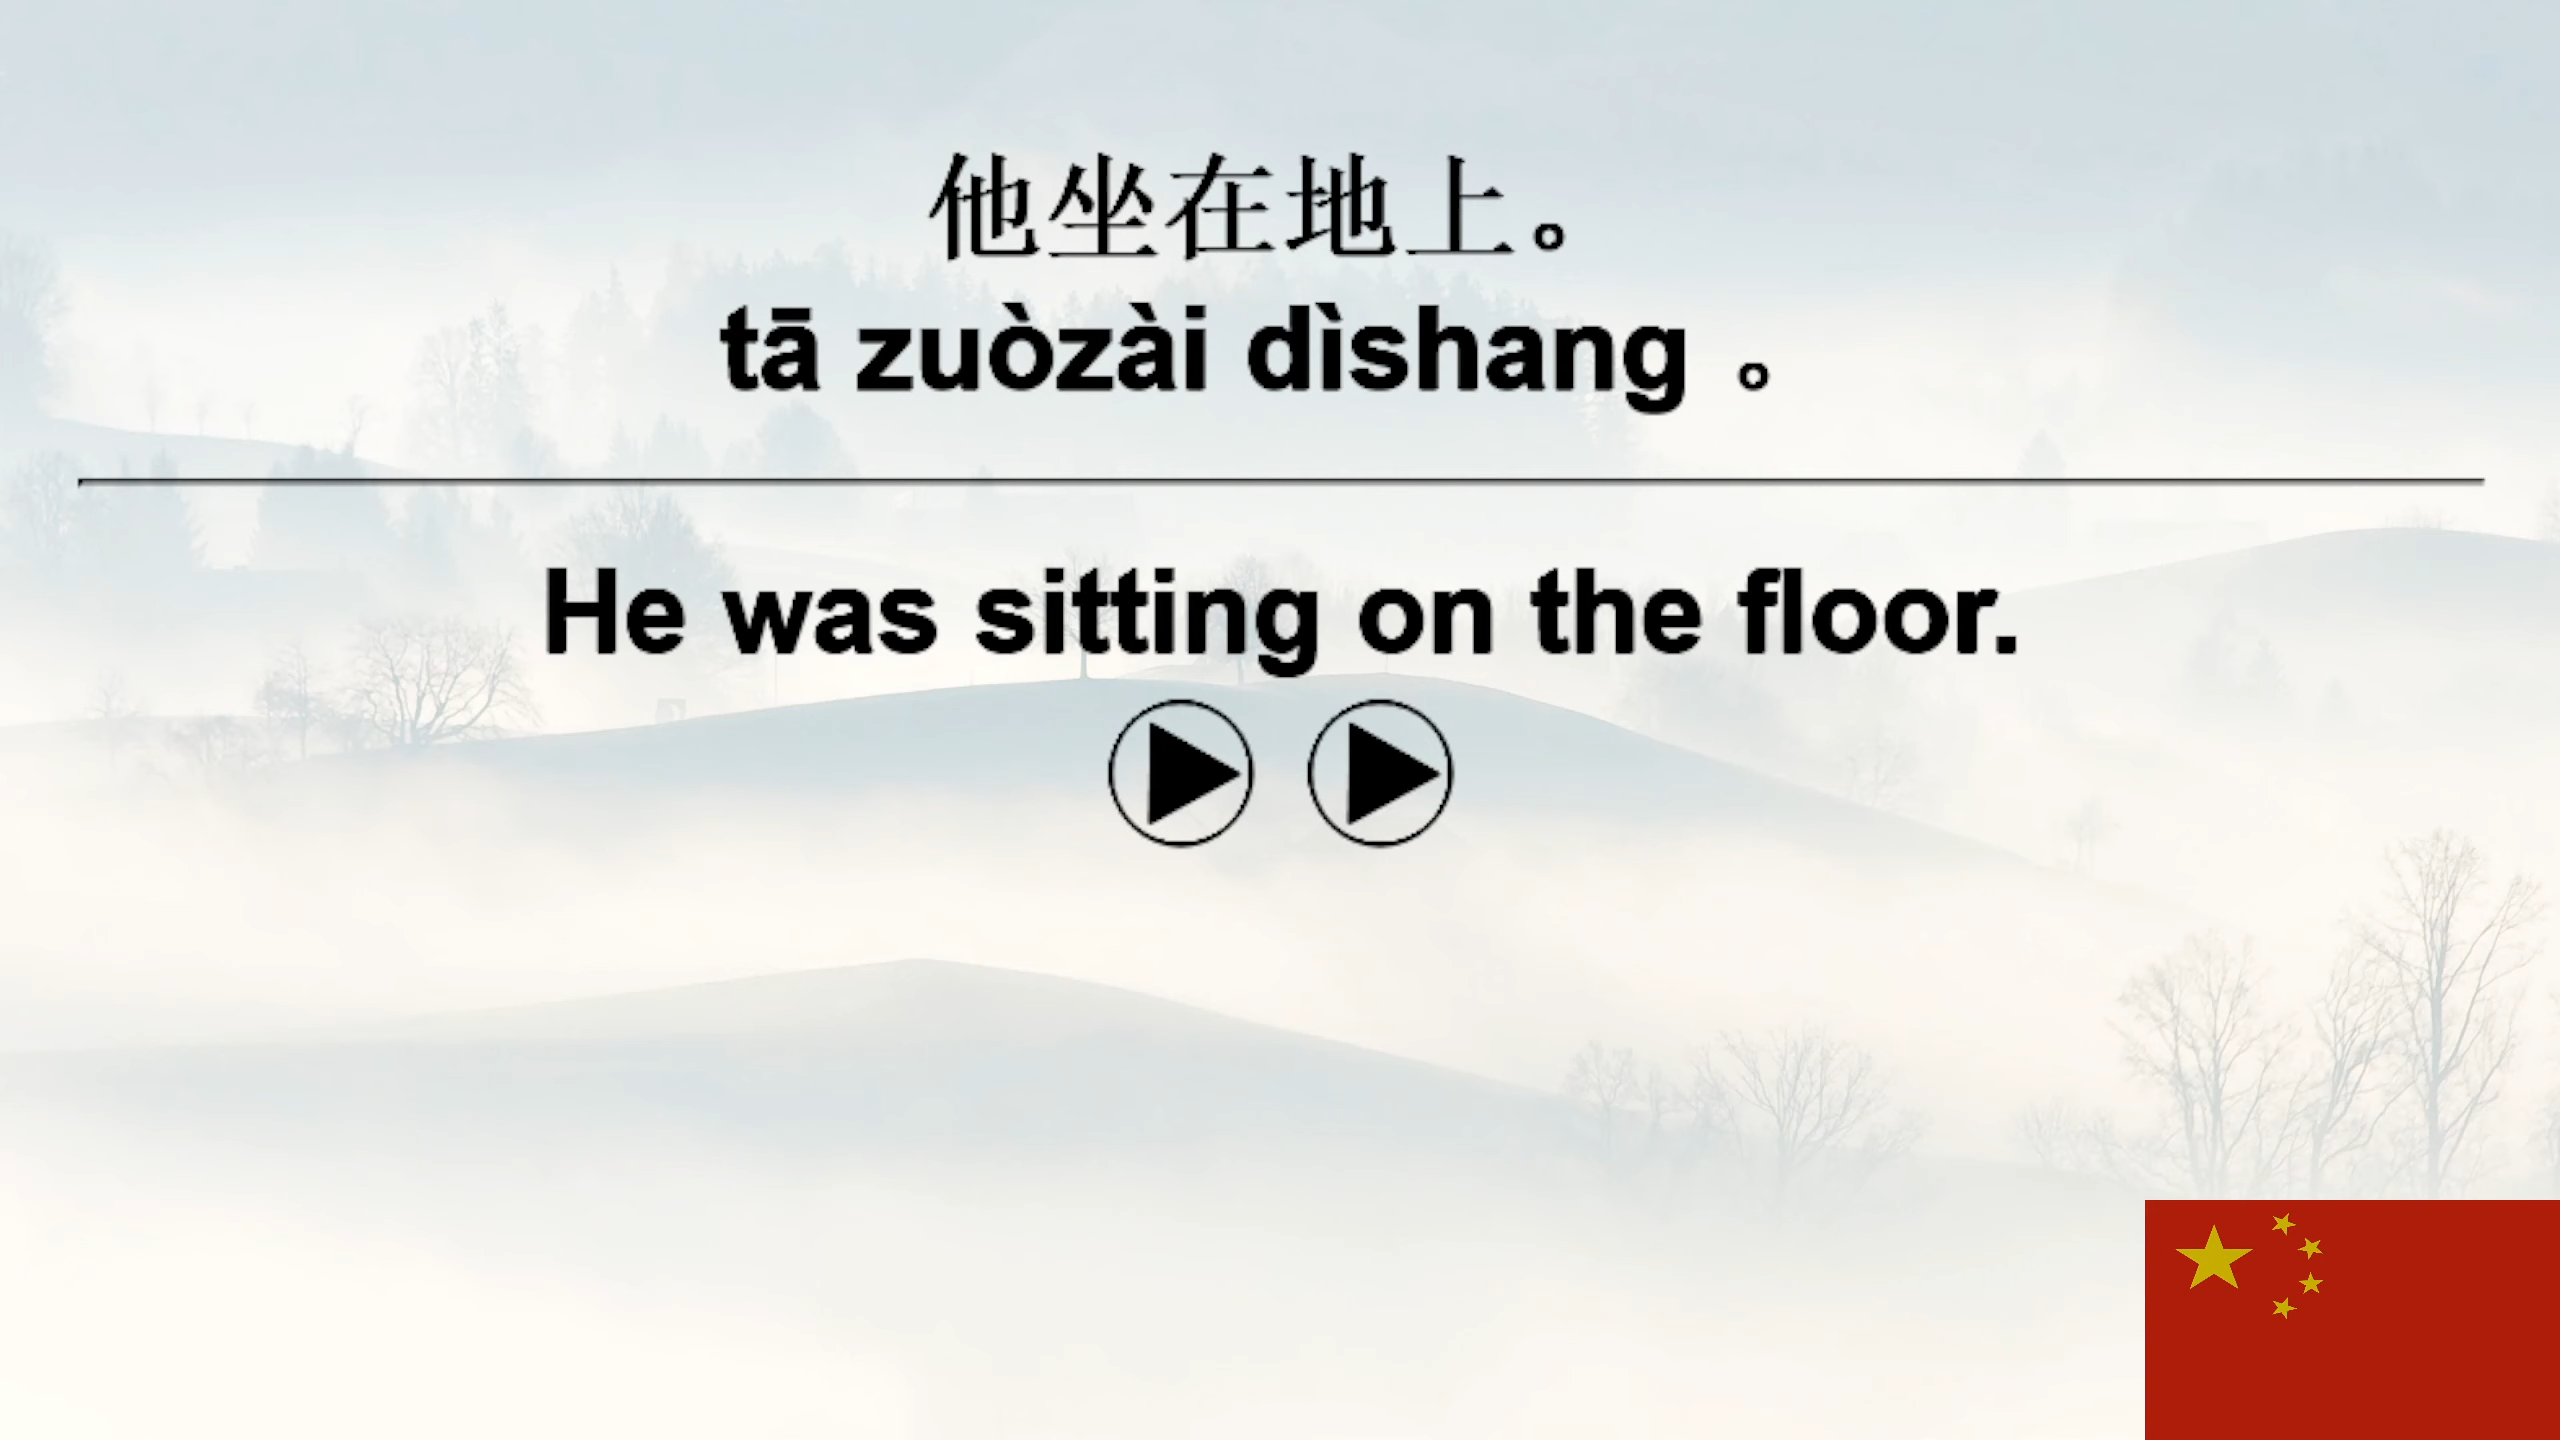 他坐在地上。
tā zuòzài dìshang 。
He was sitting on the floor.